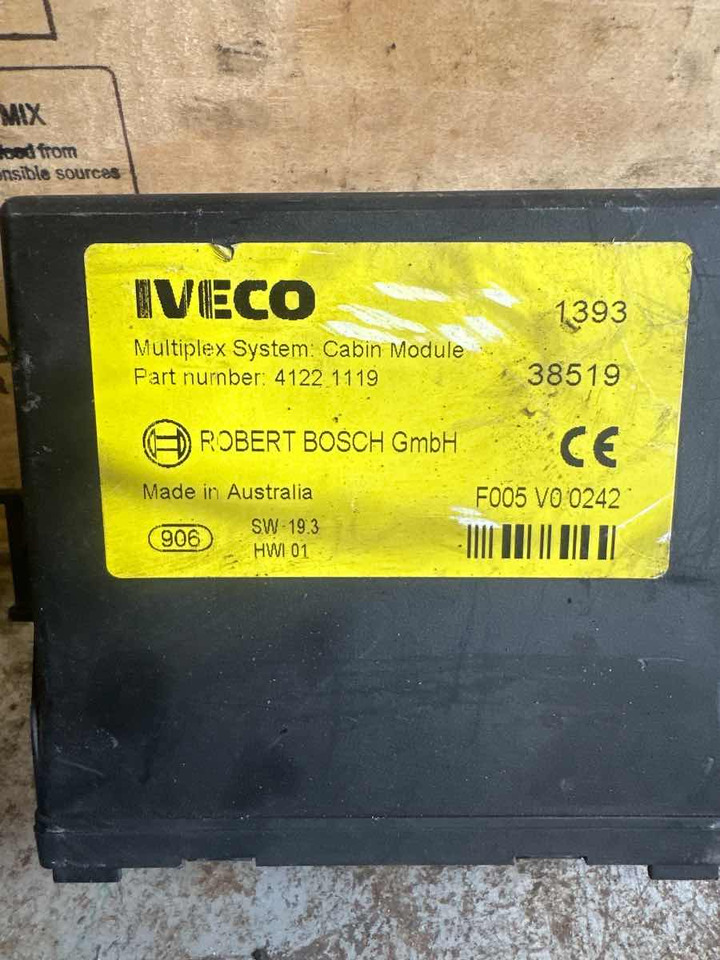 MIX
from
sources
IVECO
1393
Multiplex System: Cabin Module
Part number: 4122 1119
38519
ROBERT BOSCH GmbH
CE
Made in Australia
F005 V0 0242
906
SW 19.3
HWI 01